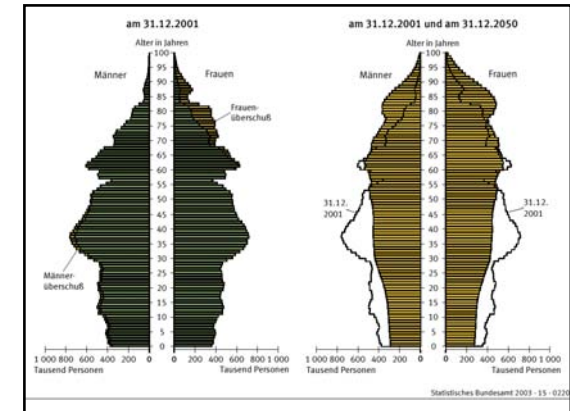 am 31.12.2001
Alter in Jahren
100
95
90
85
80
75
70
65
60
55
50
45
40
35
30
25
20
15
10
5
0
Männer
Frauen
Frauen-
überschuß
Männer-
überschuß
1 000 800 600 400 200 0
0 200 400 600 800 1 000
Tausend Personen
Tausend Personen
am 31.12.2001 und am 31.12.2050
Alter in Jahren
100
95
90
85
80
75
70
65
60
55
50
45
40
35
30
25
20
15
10
5
0
Männer
Frauen
31.12.
2001
31.12.
2001
1 000 800 600 400 200 0
0 200 400 600 800 1 000
Tausend Personen
Tausend Personen
Statistisches Bundesamt 2003 - 15 - 0220